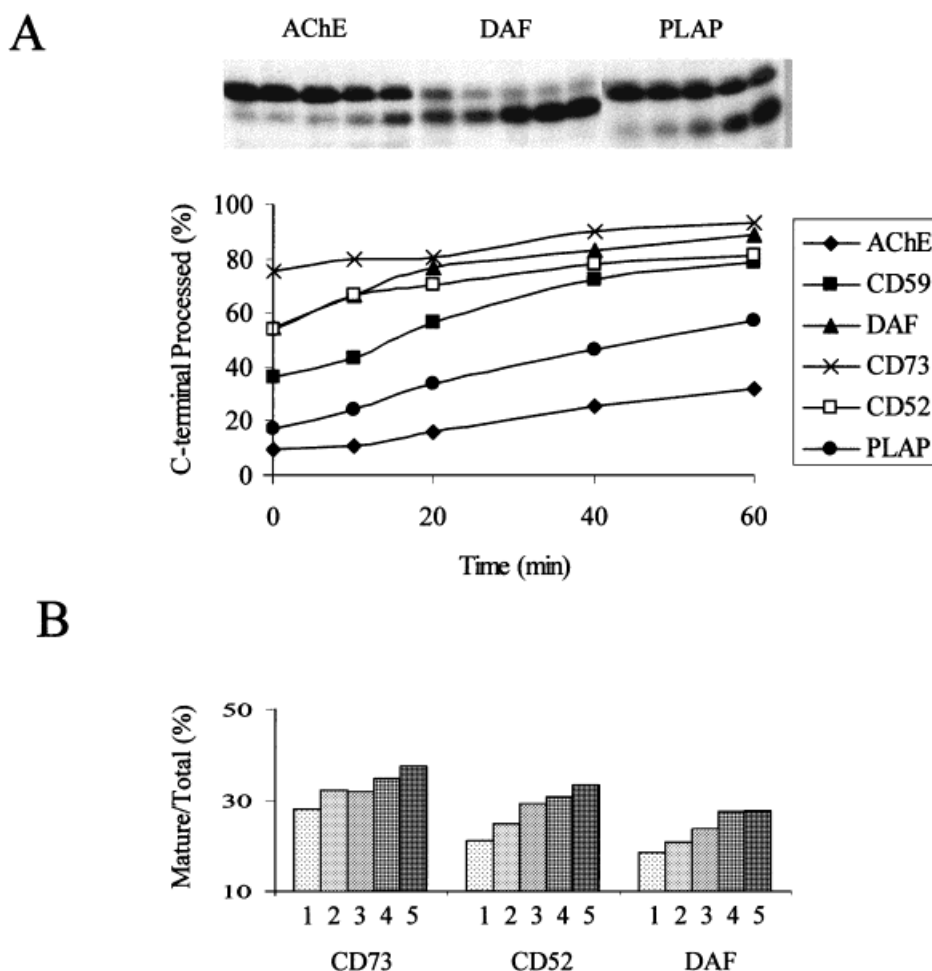 A
AChE DAF PLAP
C-terminal Processed (%)
100
80
60
40
20
0
0 20 40 60
Time (min)
AChE
CD59
DAF
CD73
CD52
PLAP
B
Mature/Total (%)
50
30
10
1 2 3 4 5 1 2 3 4 5 1 2 3 4 5
CD73 CD52 DAF